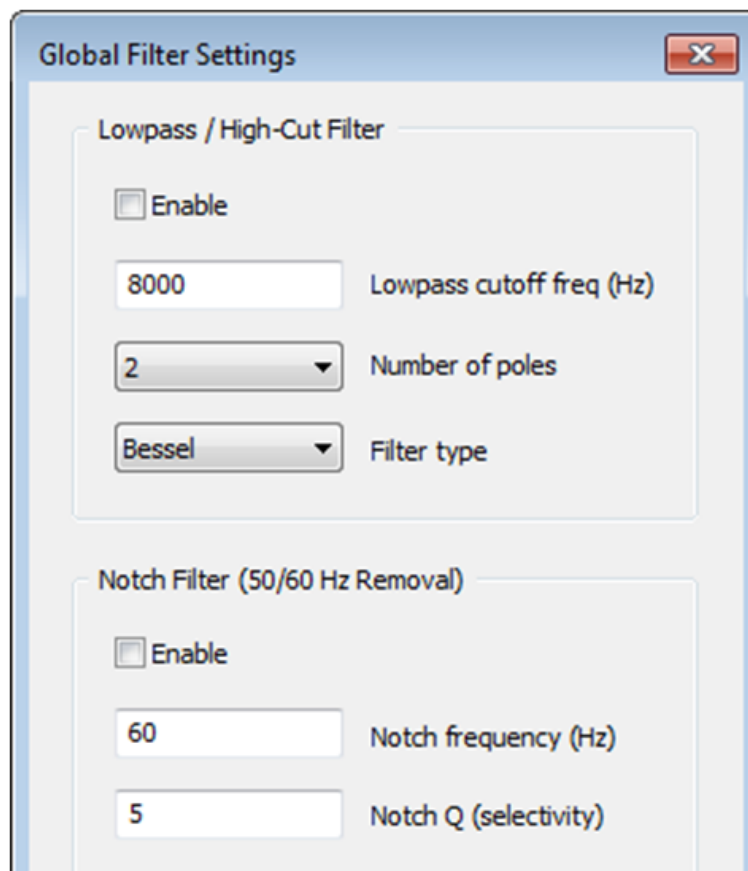 Global Filter Settings
Lowpass / High-Cut Filter
Enable
8000 Lowpass cutoff freq (Hz)
2 Number of poles
Bessel Filter type
Notch Filter (50/60 Hz Removal)
Enable
60 Notch frequency (Hz)
5 Notch Q (selectivity)